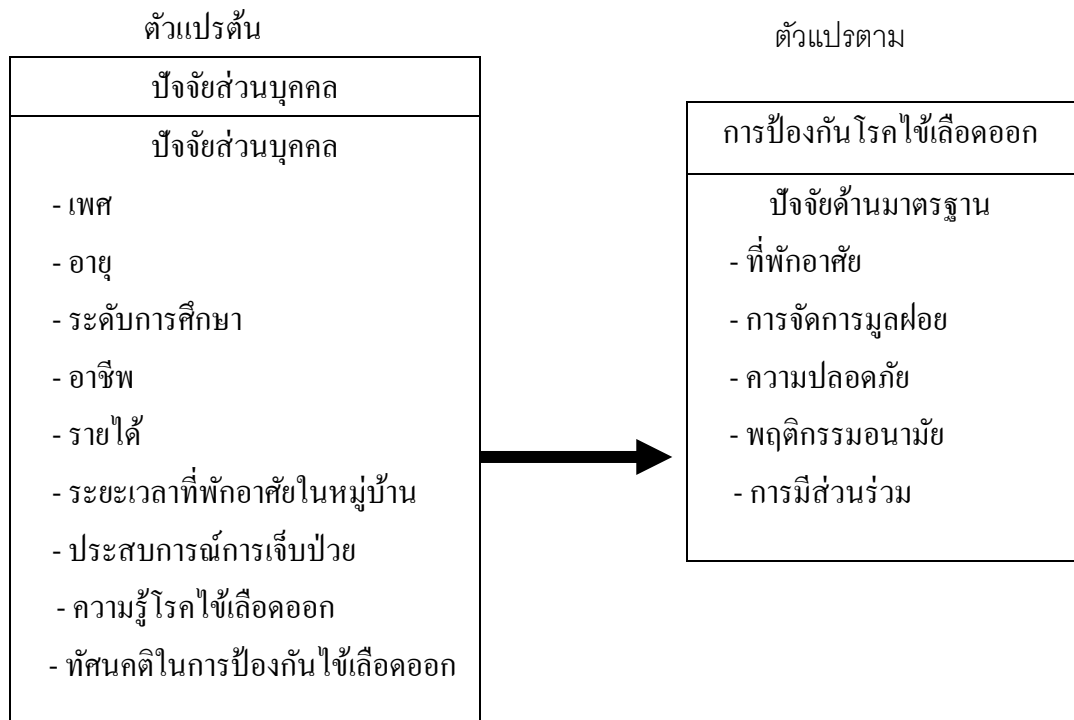 ตัวแปรต้น
ปัจจัยส่วนบุคคล
ปัจจัยส่วนบุคคล
- เพศ
- อายุ
- ระดับการศึกษา
- อาชีพ
- รายได้
- ระยะเวลาที่พักอาศัยในหมู่บ้าน
- ประสบการณ์การเจ็บป่วย
- ความรู้โรคไข้เลือดออก
- ทัศนคติในการป้องกันไข้เลือดออก
ตัวแปรตาม
การป้องกันโรคไข้เลือดออก
ปัจจัยด้านมาตรฐาน
- ที่พักอาศัย
- การจัดการมูลฝอย
- ความปลอดภัย
- พฤติกรรมอนามัย
- การมีส่วนร่วม